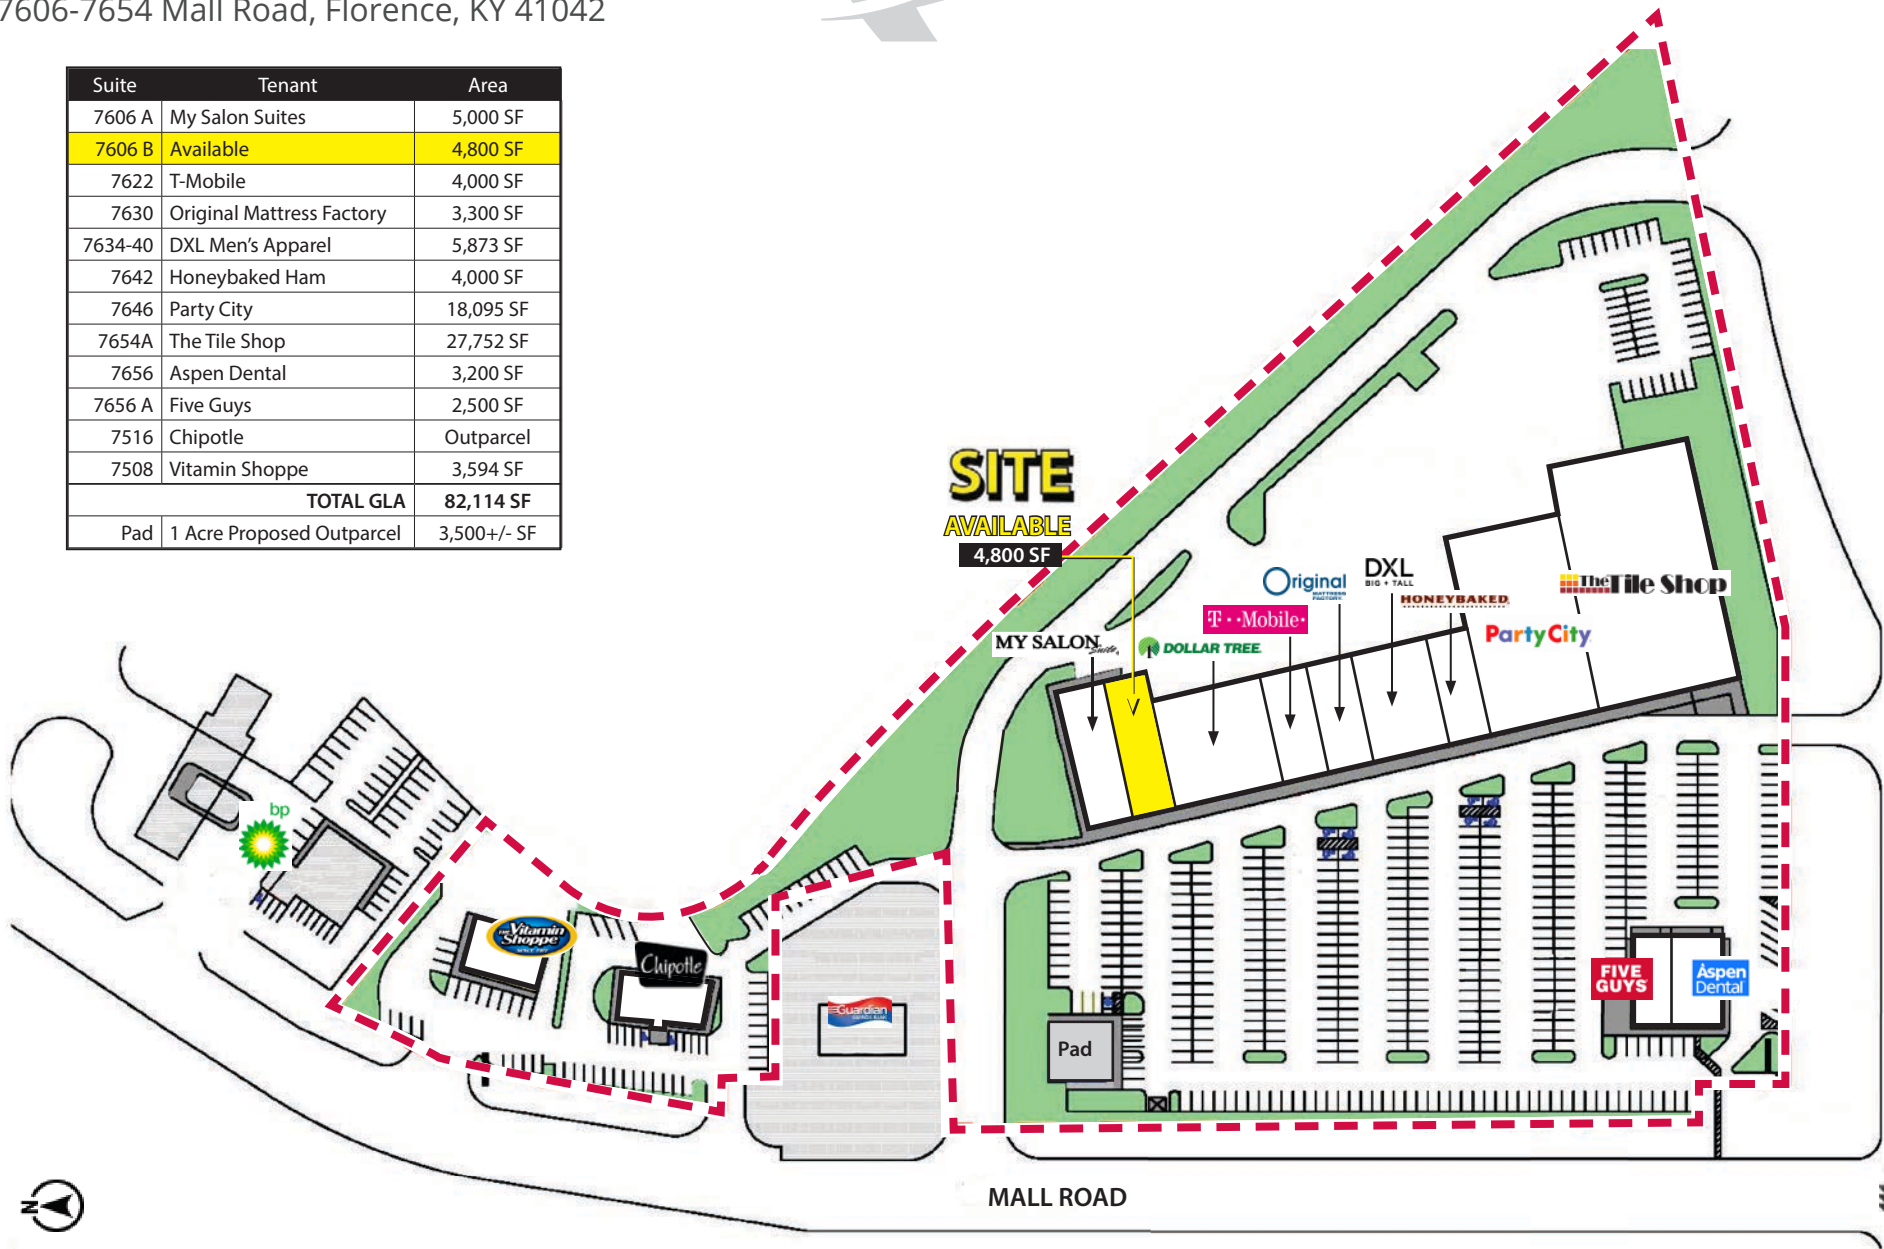 7606-7654 Mall Road, Florence, KY 41042
Suite Tenant Area
7606 A My Salon Suites 5,000 SF
7606 B Available 4,800 SF
7622 T-Mobile 4,000 SF
7630 Original Mattress Factory 3,300 SF
7634-40 DXL Men's Apparel 5,873 SF
7642 Honeybaked Ham 4,000 SF
7646 Party City 18,095 SF
7654A The Tile Shop 27,752 SF
7656 Aspen Dental 3,200 SF
7656 A Five Guys 2,500 SF
7516 Chipotle Outparcel
7508 Vitamin Shoppe 3,594 SF
TOTAL GLA 82,114 SF
Pad 1 Acre Proposed Outparcel 3,500+/- SF
SITE
AVAILABLE
4,800 SF
MY SALON
Suite
DOLLAR TREE
T··Mobile·
Original
MATTRESS
FACTORY
DXL
BIG + TALL
HONEYBAKED
Party City
The Tile Shop
bp
The Vitamin
Shoppe
Chipotle
Guardian
SAVINGS BANK
Pad
FIVE
GUYS
Aspen
Dental
MALL ROAD
N